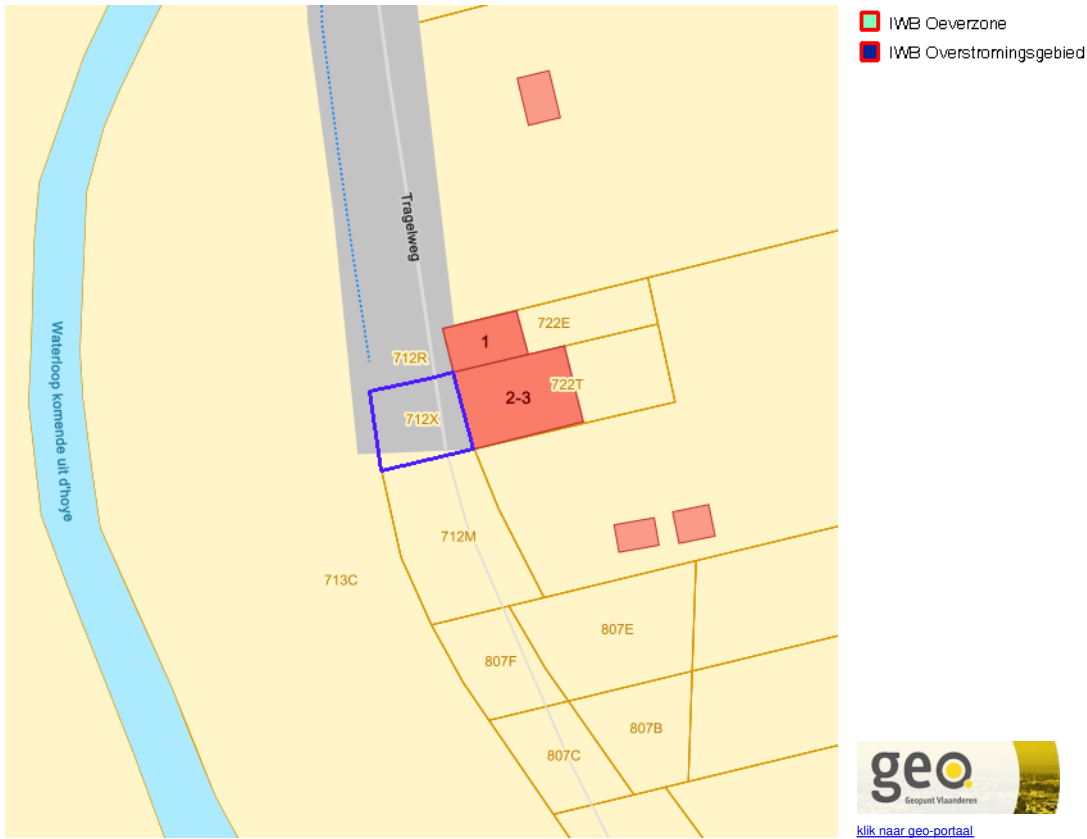 IWB Oeverzone
IWB Overstromingsgebied
Tragelweg
1
722E
712R
722T
2-3
712X
Waterloop komende uit d"hoye
712M
713C
807E
807F
807B
807C
geo.
Geopunt Vlaanderen
klik naar geo-portaal